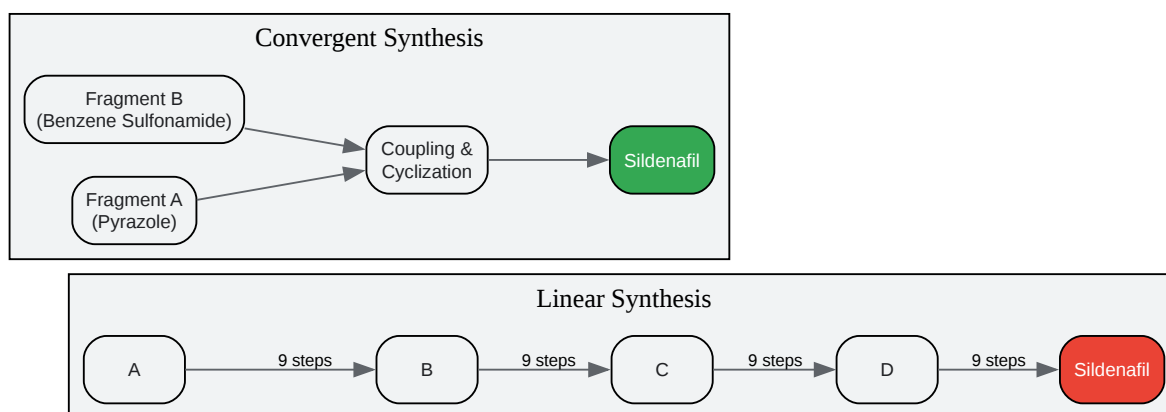 Convergent Synthesis
Fragment B
(Benzene Sulfonamide)
Fragment A
(Pyrazole)
Coupling &
Cyclization
Sildenafil
Linear Synthesis
A
9 steps
B
9 steps
C
9 steps
D
9 steps
Sildenafil